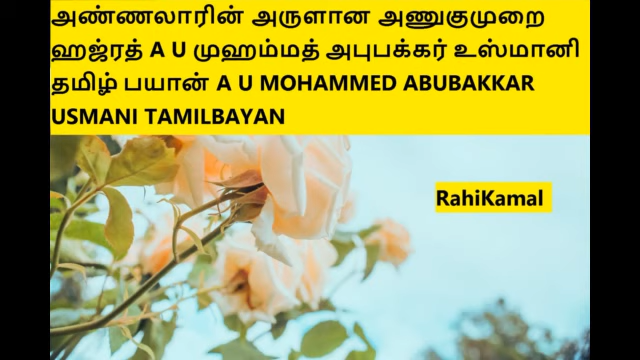 அண்ணலாரின் அருளான அணுகுமுறை
ஹஜ்ரத் A U முஹம்மத் அபுபக்கர் உஸ்மானி
தமிழ் பயான் A U MOHAMMED ABUBAKKAR
USMANI TAMILBAYAN
RahiKamal